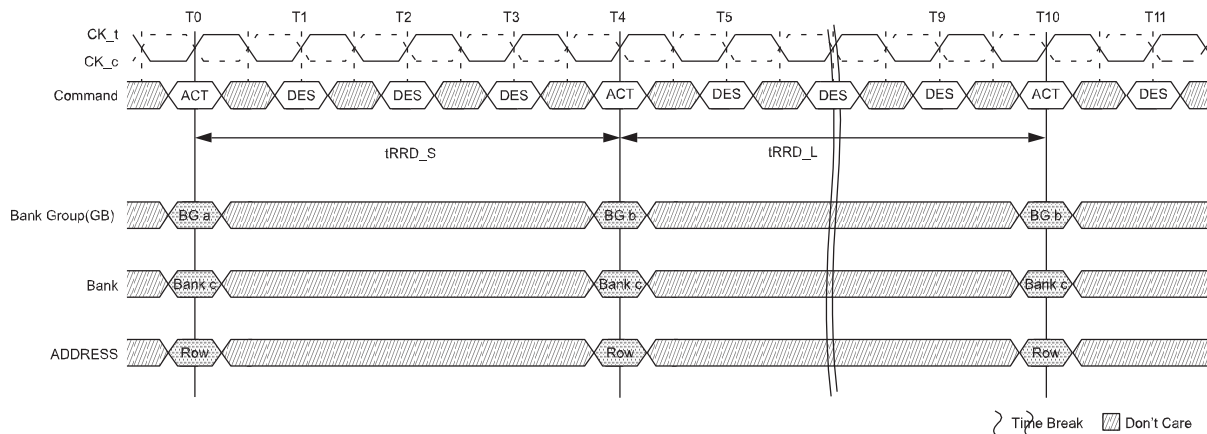 T0 T1 T2 T3 T4 T5 T9 T10 T11
CK_t
CK_c
Command ACT DES DES DES ACT DES DES DES ACT DES
tRRD_S tRRD_L
Bank Group(GB) BG a BG b BG b
Bank Bank c Bank c Bank c
ADDRESS Row Row Row
Time Break Don't Care